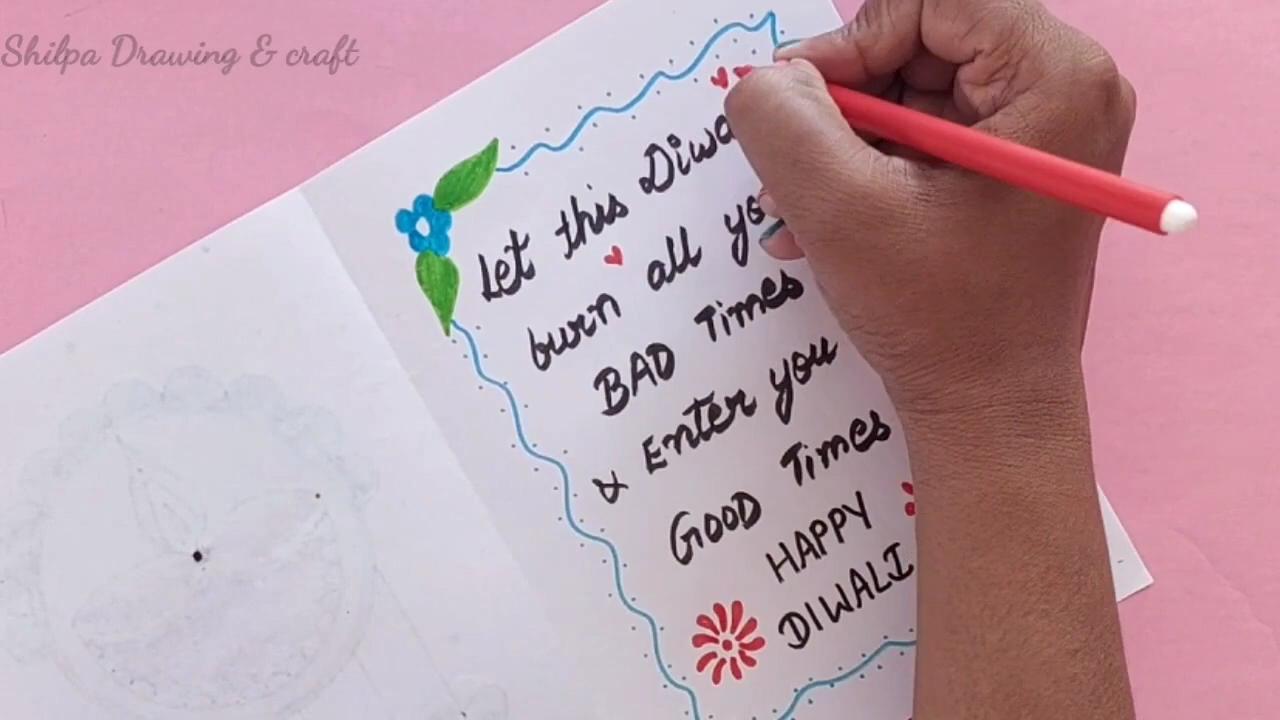 Shilpa Drawing & craft
Let this
burn all
BAD Times
& Enter you
GOOD Times
HAPPY
DIWALI